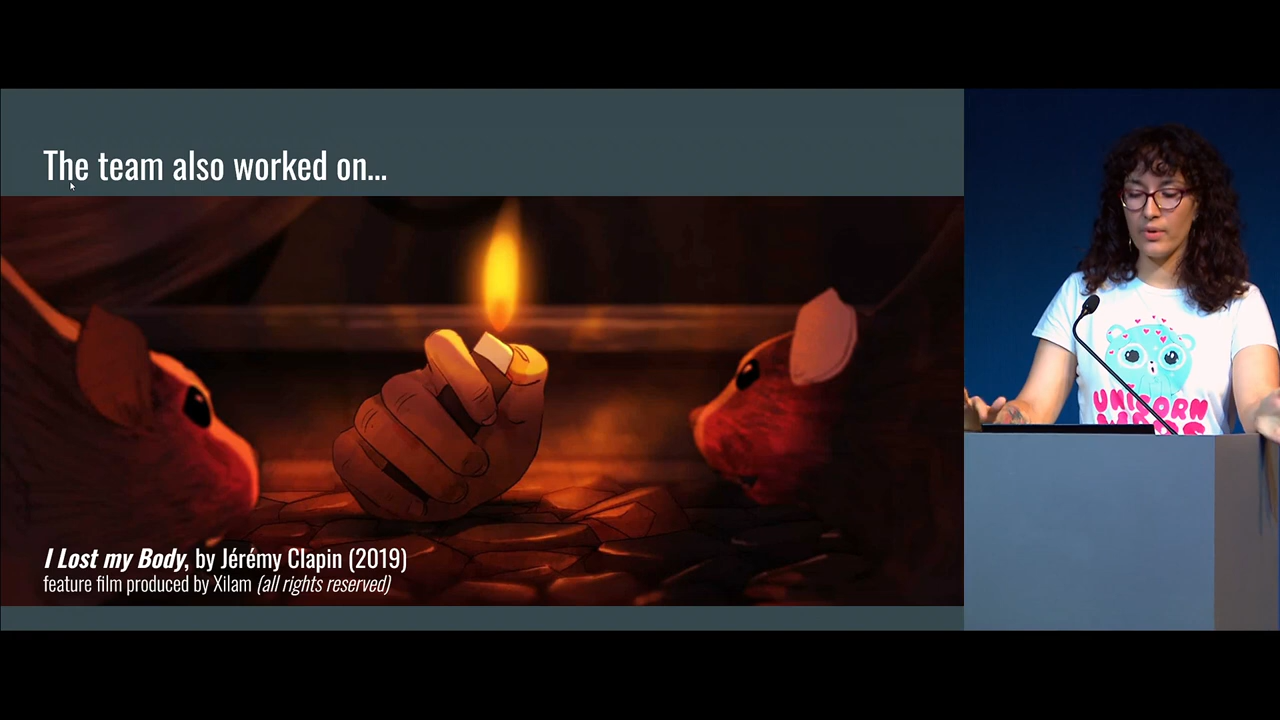 The team also worked on...
I Lost my Body, by Jérémy Clapin (2019)
feature film produced by Xilam (all rights reserved)
UNICORN
WARS